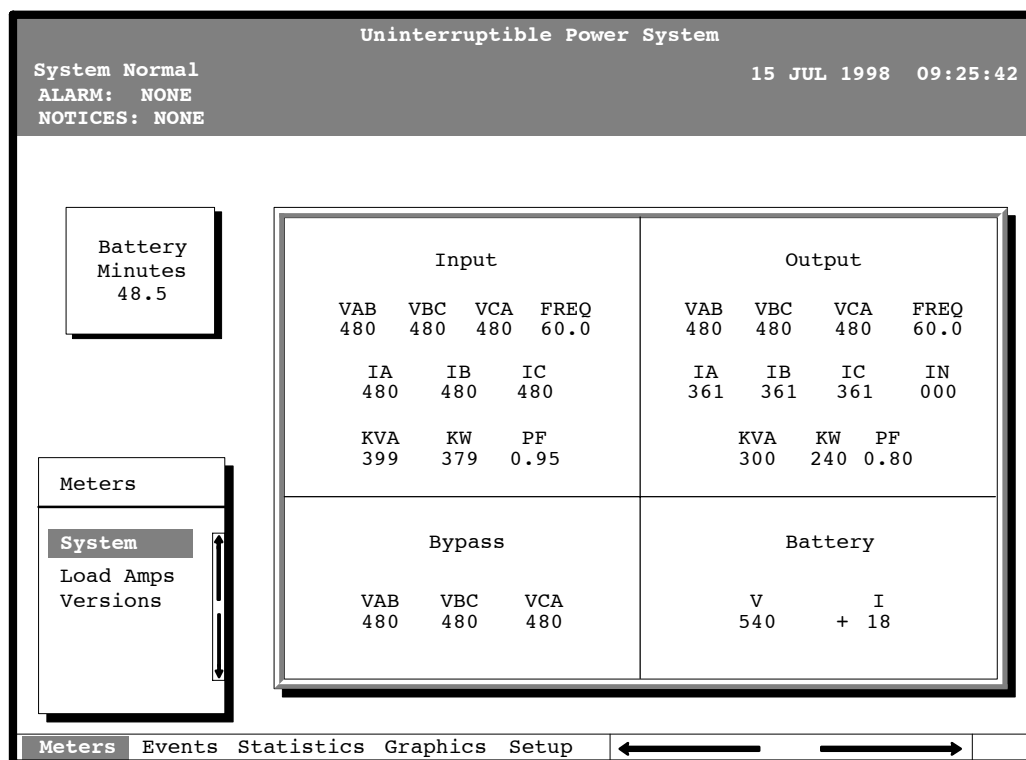 Uninterruptible Power System
System Normal
15 JUL 1998 09:25:42
ALARM: NONE
NOTICES: NONE
Battery
Minutes
48.5
Input
VAB VBC VCA FREQ
480 480 480 60.0
IA IB IC
480 480 480
KVA KW PF
399 379 0.95
Output
VAB VBC VCA FREQ
480 480 480 60.0
IA IB IC IN
361 361 361 000
KVA KW PF
300 240 0.80
Meters
System
Load Amps
Versions
Bypass
VAB VBC VCA
480 480 480
Battery
V I
540 + 18
Meters Events Statistics Graphics Setup